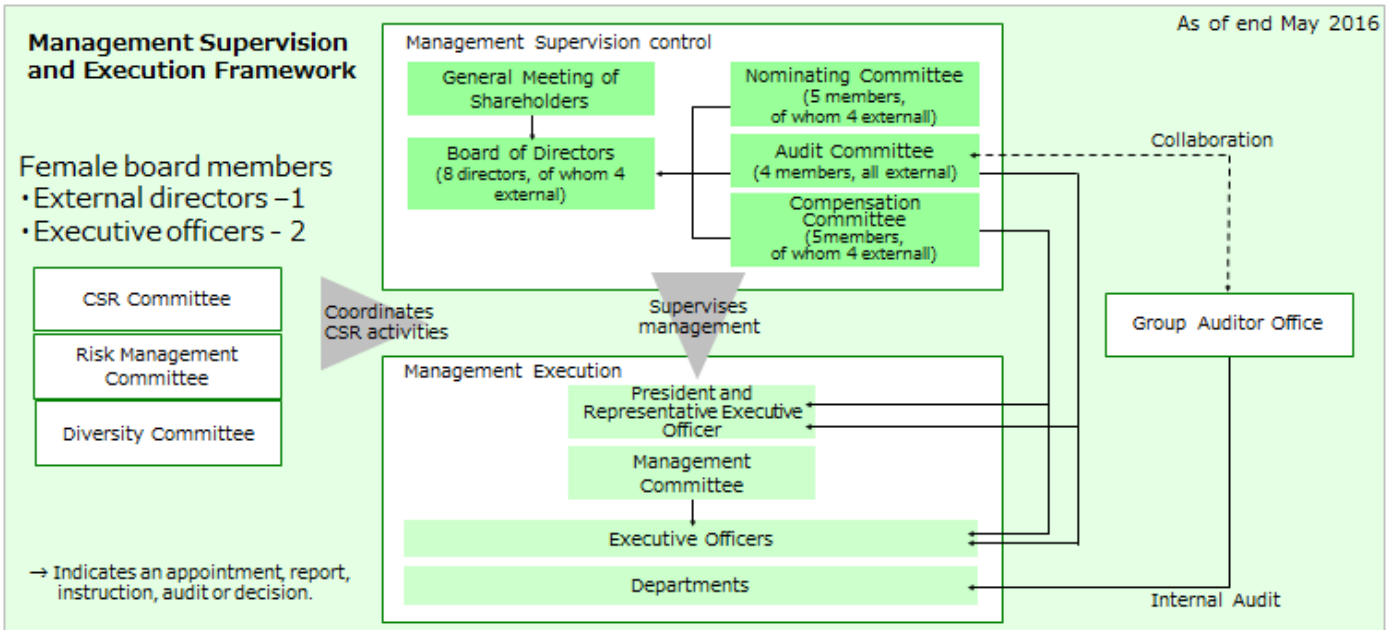 Management Supervision
and Execution Framework
As of end May 2016
Female board members
・External directors –1
・Executive officers - 2
CSR Committee
Risk Management
Committee
Diversity Committee
→ Indicates an appointment, report,
instruction, audit or decision.
Coordinates
CSR activities
Management Supervision control
General Meeting of
Shareholders
Board of Directors
(8 directors, of whom 4
external)
Nominating Committee
(5 members,
of whom 4 externall)
Audit Committee
(4 members, all external)
Compensation
Committee
(5members,
of whom 4 externall)
Supervises
management
Management Execution
President and
Representative Executive
Officer
Management
Committee
Executive Officers
Departments
Collaboration
Group Auditor Office
Internal Audit